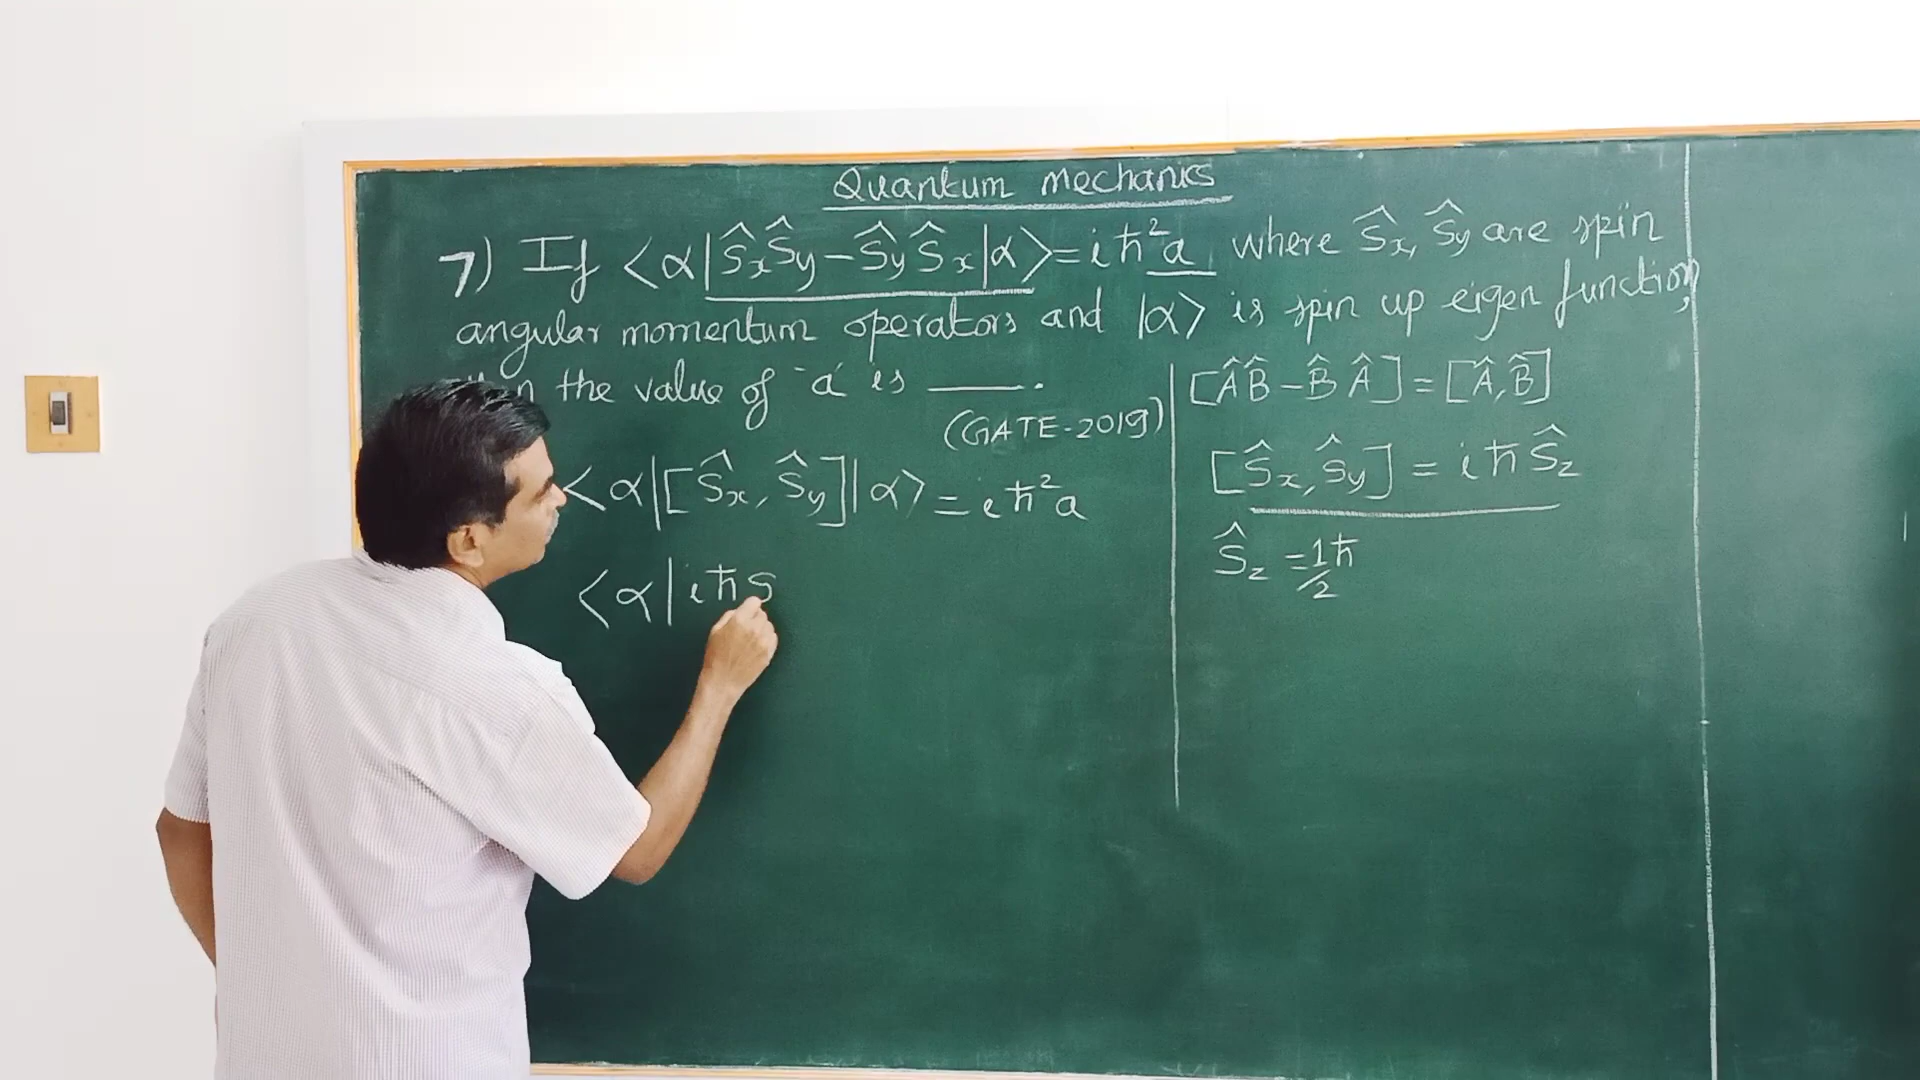 Quantum mechanics
7) If <α|ŜxŜy-ŜyŜx|α>=iħ²a where Ŝx, Ŝy are spin
angular momentum operators and |α> is spin up eigen function,
the value of 'a' is ____.
(GATE-2019)
<α|[Ŝx, Ŝy]|α> = iħ²a
<α|iħS
[ÂB̂-B̂Â] = [Â,B̂]
[Ŝx,Ŝy] = iħŜz
Ŝz = 1/2 ħ